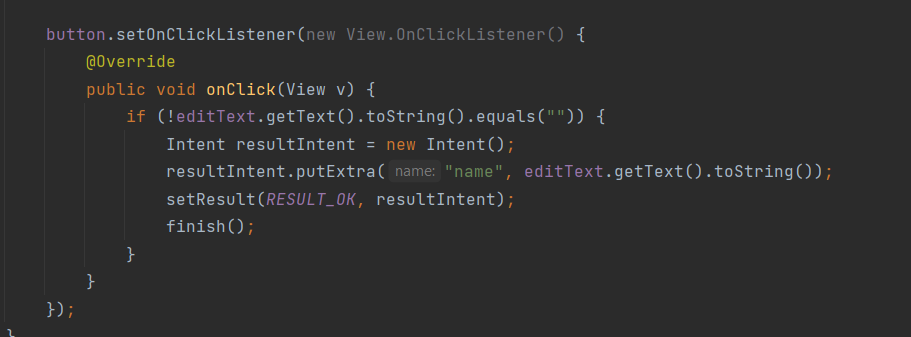 button.setOnClickListener(new View.OnClickListener() {
@Override
public void onClick(View v) {
if (!editText.getText().toString().equals("")) {
Intent resultIntent = new Intent();
resultIntent.putExtra( name: "name", editText.getText().toString());
setResult(RESULT_OK, resultIntent);
finish();
}
}
});
}